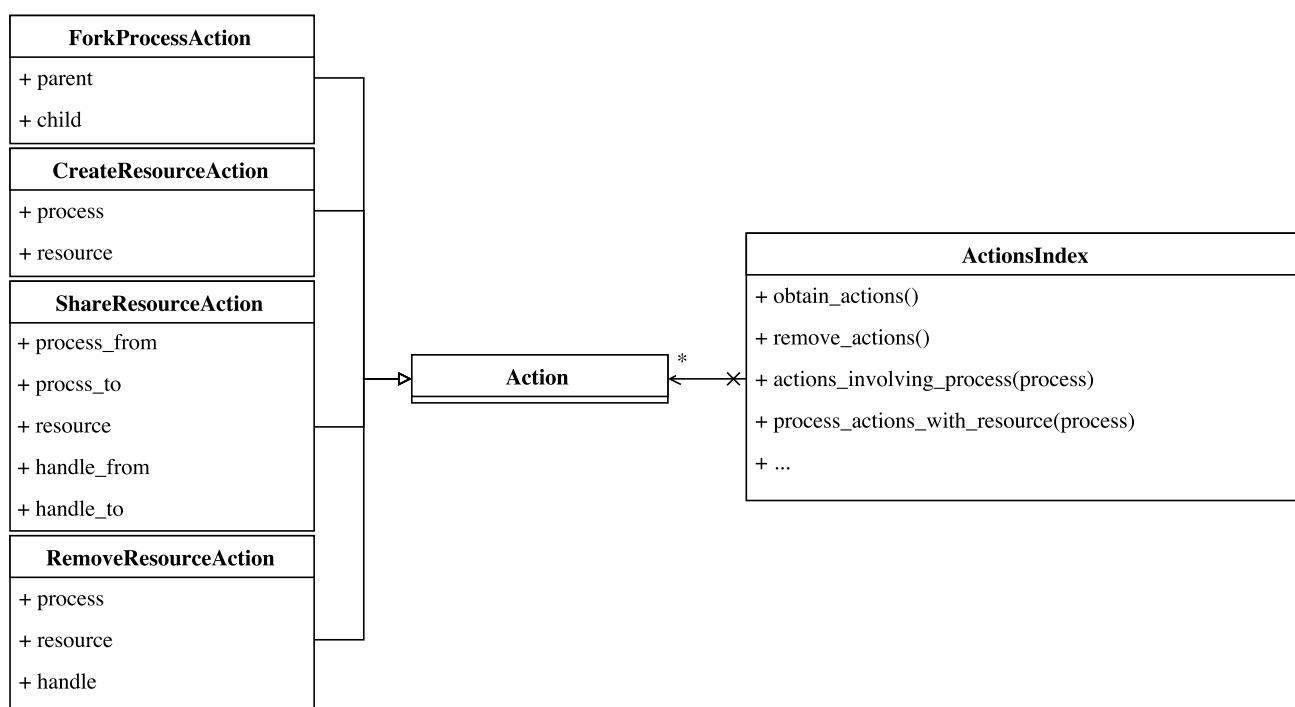 ForkProcessAction
+ parent
+ child
CreateResourceAction
+ process
+ resource
ShareResourceAction
+ process_from
+ procss_to
+ resource
+ handle_from
+ handle_to
RemoveResourceAction
+ process
+ resource
+ handle
Action
*
ActionsIndex
+ obtain_actions()
+ remove_actions()
+ actions_involving_process(process)
+ process_actions_with_resource(process)
+ ...